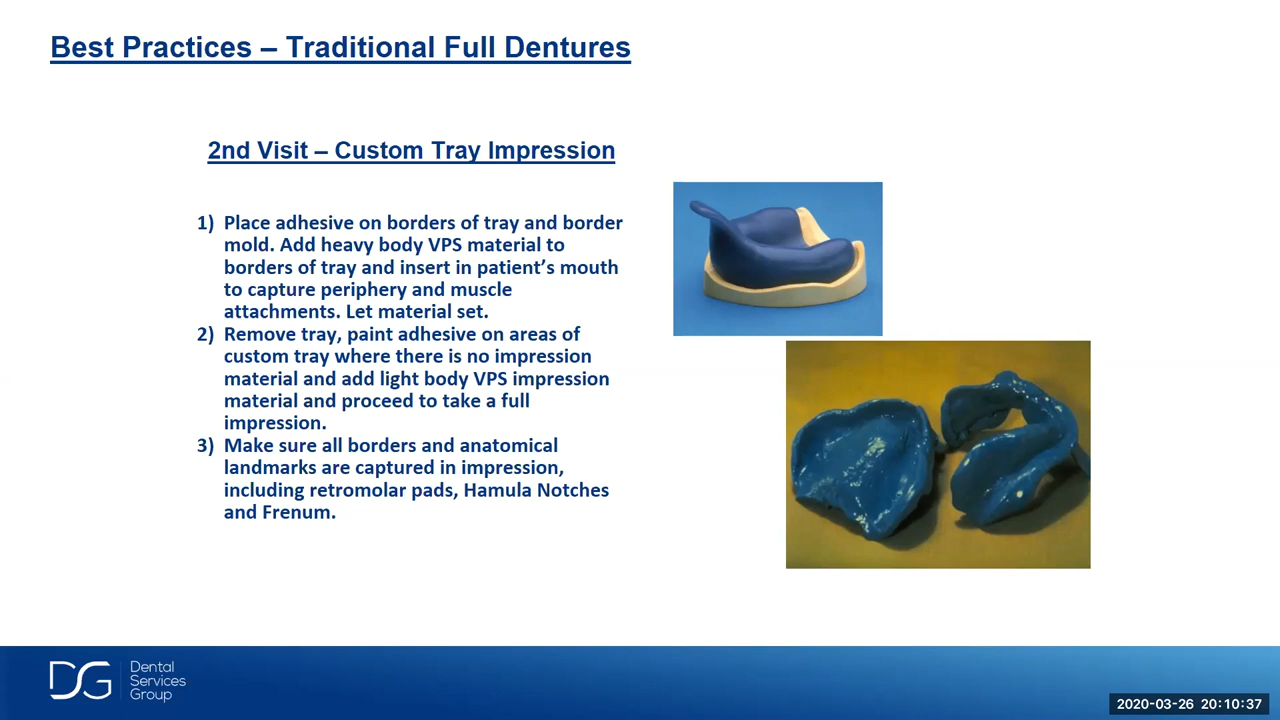 Best Practices – Traditional Full Dentures
2nd Visit – Custom Tray Impression
1) Place adhesive on borders of tray and border
mold. Add heavy body VPS material to
borders of tray and insert in patient’s mouth
to capture periphery and muscle
attachments. Let material set.
2) Remove tray, paint adhesive on areas of
custom tray where there is no impression
material and add light body VPS impression
material and proceed to take a full
impression.
3) Make sure all borders and anatomical
landmarks are captured in impression,
including retromolar pads, Hamula Notches
and Frenum.
DG
Dental
Services
Group
2020-03-26 20:10:37